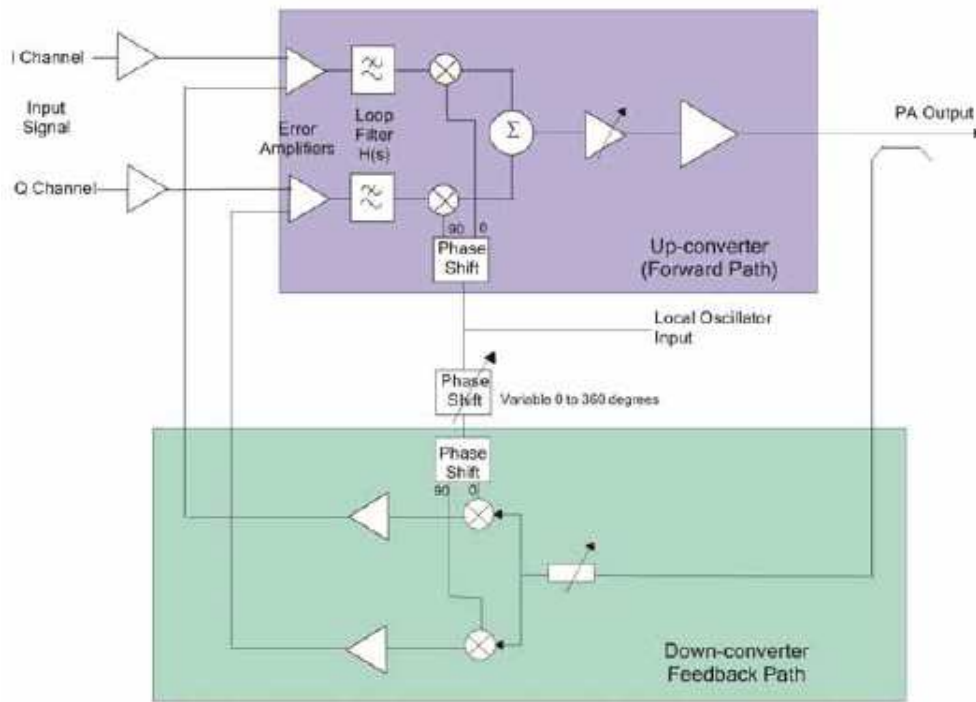 I Channel
Input
Signal
Q Channel
Error
Amplifiers
Loop
Filter
H(s)
Σ
PA Output
90 0
Phase
Shift
Up-converter
(Forward Path)
Local Oscillator
Input
Phase
Shift
Variable 0 to 360 degrees
Phase
Shift
90 0
Down-converter
Feedback Path